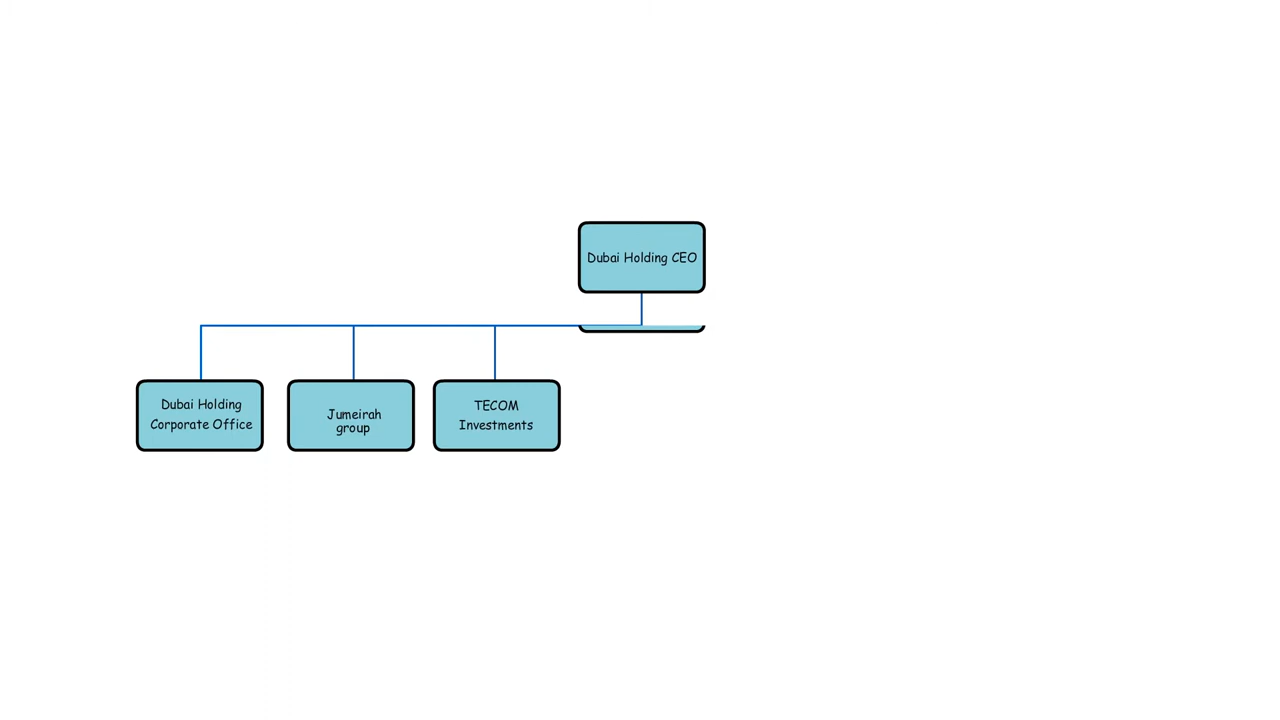 Dubai Holding CEO
Dubai Holding
Corporate Office
Jumeirah
group
TECOM
Investments